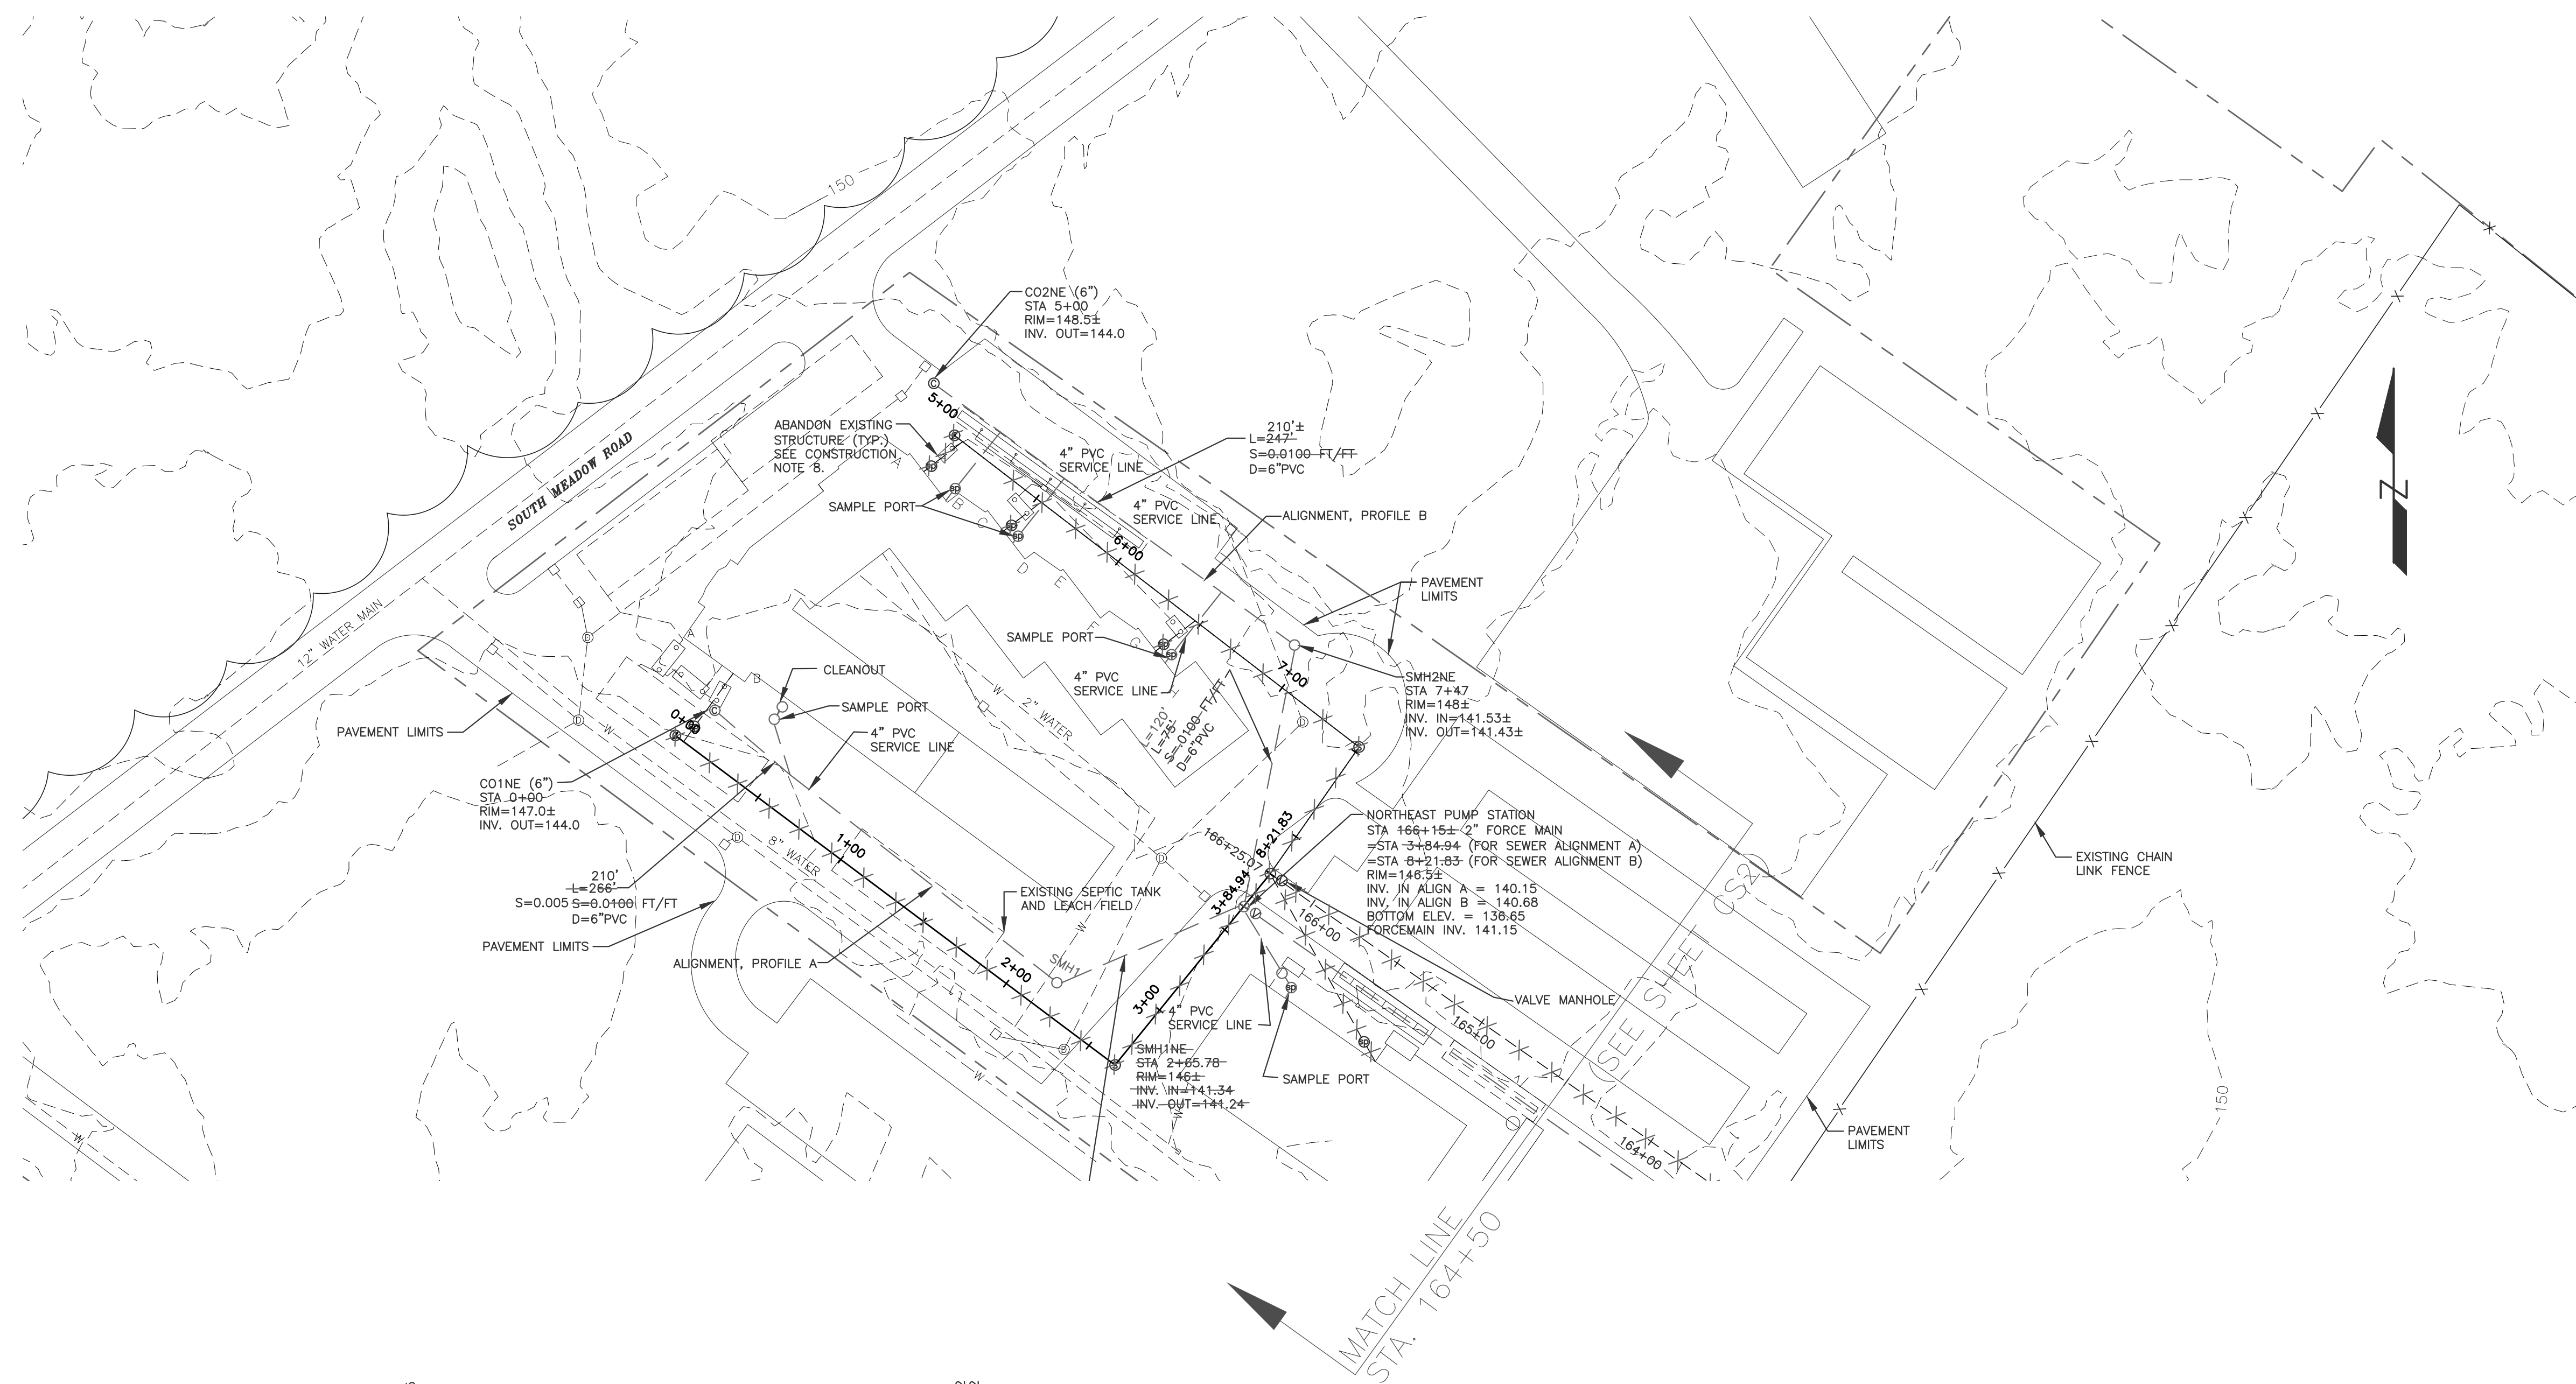 150
CO2NE (6")
STA 5+00
RIM=148.5±
INV. OUT=144.0
5+00
SOUTH MEADOW ROAD
ABANDON EXISTING
STRUCTURE (TYP.)
SEE CONSTRUCTION
NOTE 8.
A
B
C
D
E
F
G
H
SAMPLE PORT
4" PVC
SERVICE LINE
210'±
L=247'
S=0.0100 FT/FT
D=6"PVC
4" PVC
SERVICE LINE
ALIGNMENT, PROFILE B
6+00
PAVEMENT
LIMITS
12" WATER MAIN
SAMPLE PORT
4" PVC
SERVICE LINE
7+00
SMH2NE
STA 7+47
RIM=148±
INV. IN=141.53±
INV. OUT=141.43±
A
B
CLEANOUT
SAMPLE PORT
4" PVC
SERVICE LINE
W
2" WATER
L=120'
L=75'
S=.0100 FT/FT
D=6"PVC
PAVEMENT LIMITS
W
0+00
CO1NE (6")
STA 0+00
RIM=147.0±
INV. OUT=144.0
8" WATER
1+00
166+25.07
8+21.83
3+84.94
NORTHEAST PUMP STATION
STA 166+15± 2" FORCE MAIN
=STA 3+84.94 (FOR SEWER ALIGNMENT A)
=STA 8+21.83 (FOR SEWER ALIGNMENT B)
RIM=146.5±
INV. IN ALIGN A = 140.15
INV. IN ALIGN B = 140.68
BOTTOM ELEV. = 136.65
FORCEMAIN INV. 141.15
EXISTING CHAIN
LINK FENCE
210'
L=266'
S=0.005 S=0.0100 FT/FT
D=6"PVC
PAVEMENT LIMITS
EXISTING SEPTIC TANK
AND LEACH FIELD
W
166+00
ALIGNMENT, PROFILE A
SMH1
2+00
3+00
4" PVC
SERVICE LINE
VALVE MANHOLE
165+00
(SEE SHEET CS2)
SMH1NE
STA 2+65.78
RIM=146±
INV. IN=141.34
INV. OUT=141.24
SAMPLE PORT
W
W
W
164+00
PAVEMENT
LIMITS
150
Z
MATCH LINE
STA. 164+50